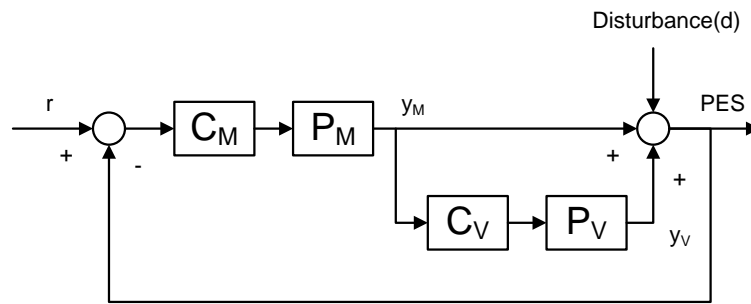 Disturbance(d)
r
y_M
PES
C_M
P_M
+
-
+
+
C_V
P_V
y_V